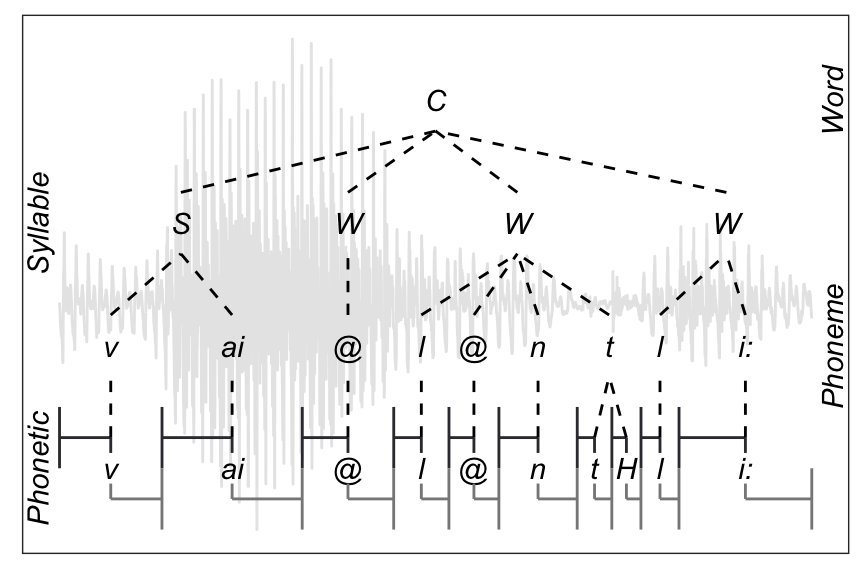 Word
C
Syllable
S W W W
Phoneme
v ai @ l @ n t l i:
Phonetic
v ai @ l @ n t H l i: